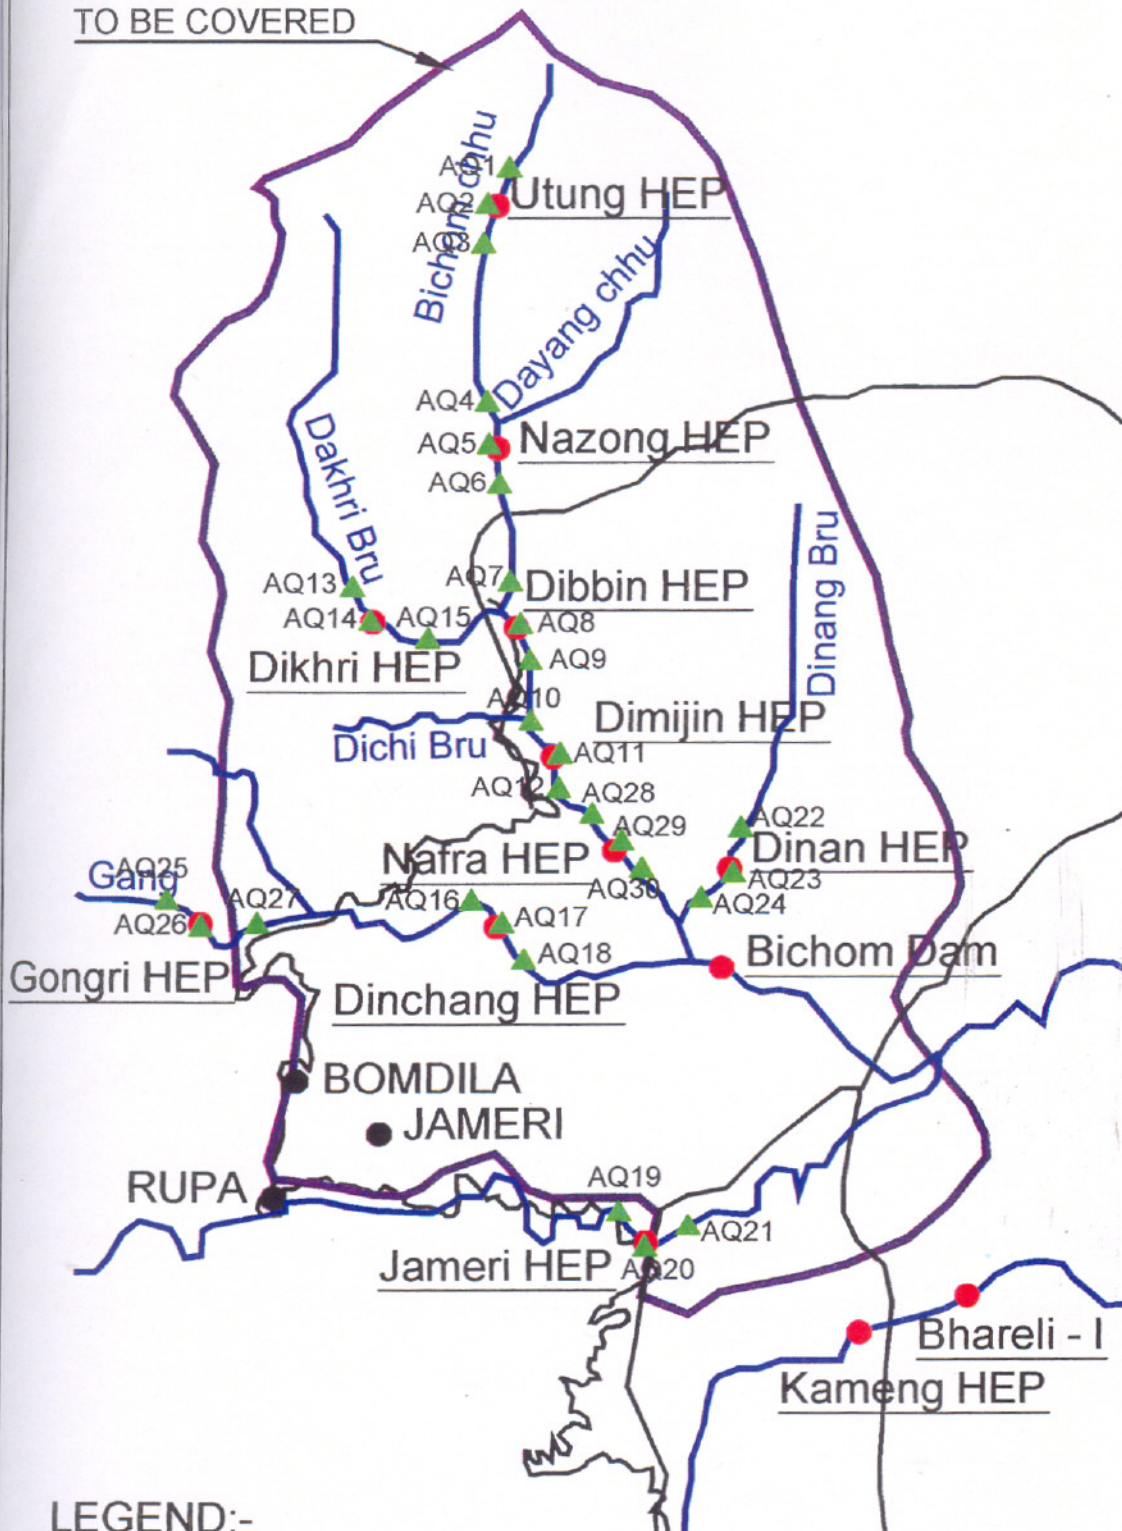 TO BE COVERED
Bichom chhu
AQ1
AQ2
Utung HEP
AQ3
Dayang chhu
AQ4
AQ5
Nazong HEP
AQ6
Dakhri Bru
Dinang Bru
AQ7
Dibbin HEP
AQ13
AQ14
AQ15
AQ8
Dikhri HEP
AQ9
AQ10
Dimijin HEP
Dichi Bru
AQ11
AQ12
AQ28
AQ29
AQ22
Nafra HEP
Dinan HEP
AQ25
Gang
AQ30
AQ23
AQ27
AQ16
AQ24
AQ26
AQ17
AQ18
Bichom Dam
Gongri HEP
Dinchang HEP
BOMDILA
JAMERI
RUPA
AQ19
AQ21
Jameri HEP
AQ20
Bhareli - I
Kameng HEP
LEGEND:-